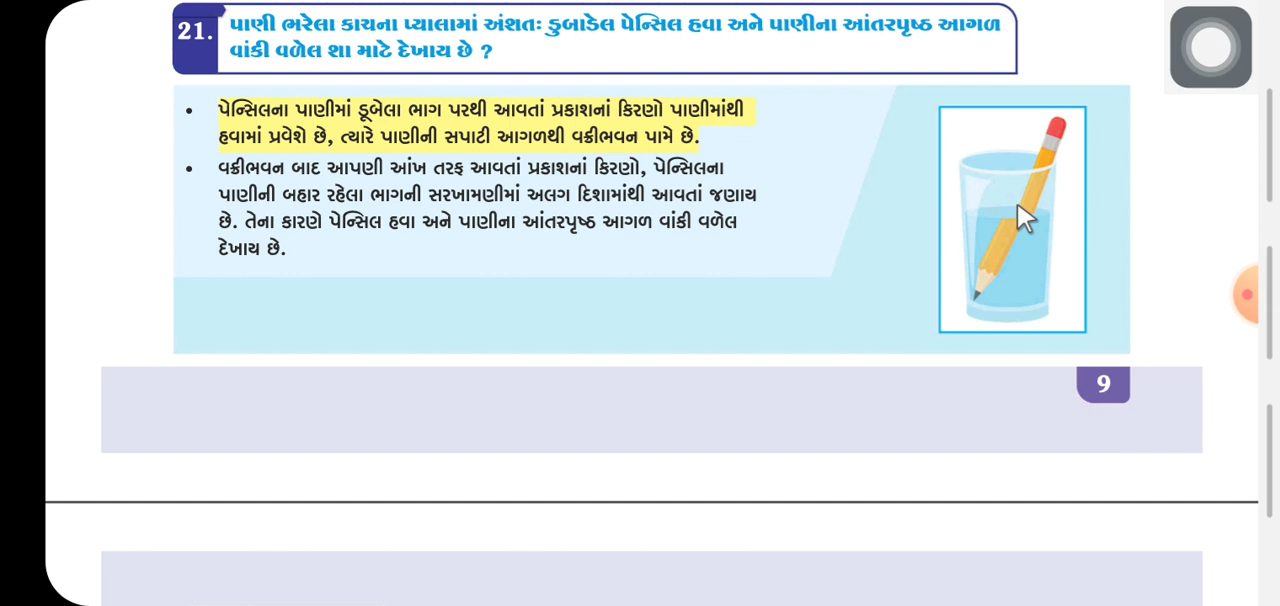 21. પાણી ભરેલા કાચના પ્યાલામાં અંશતઃ ડુબાડેલ પેન્સિલ હવા અને પાણીના આંતરપૃષ્ઠ આગળ
વાંકી વળેલ શા માટે દેખાય છે ?
• પેન્સિલના પાણીમાં ડૂબેલા ભાગ પરથી આવતાં પ્રકાશનાં કિરણો પાણીમાંથી
હવામાં પ્રવેશે છે, ત્યારે પાણીની સપાટી આગળથી વક્રીભવન પામે છે.
• વક્રીભવન બાદ આપણી આંખ તરફ આવતાં પ્રકાશનાં કિરણો, પેન્સિલના
પાણીની બહાર રહેલા ભાગની સરખામણીમાં અલગ દિશામાંથી આવતાં જણાય
છે. તેના કારણે પેન્સિલ હવા અને પાણીના આંતરપૃષ્ઠ આગળ વાંકી વળેલ
દેખાય છે.
9